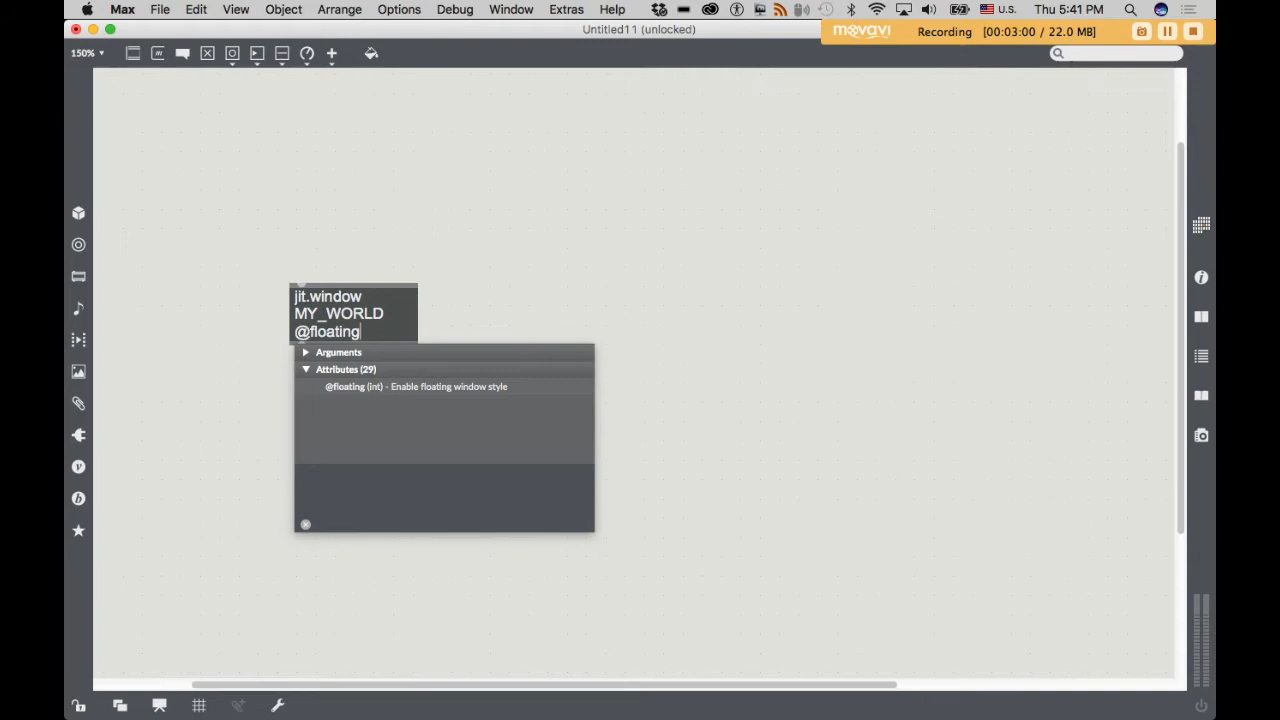 Max File Edit View Object Arrange Options Debug Window Extras Help U.S. Thu 5:41 PM
Untitled11 (unlocked)
movavi Recording [00:03:00 / 22.0 MB]
150%
jit.window
MY_WORLD
@floating
Arguments
Attributes (29)
@floating (int) - Enable floating window style